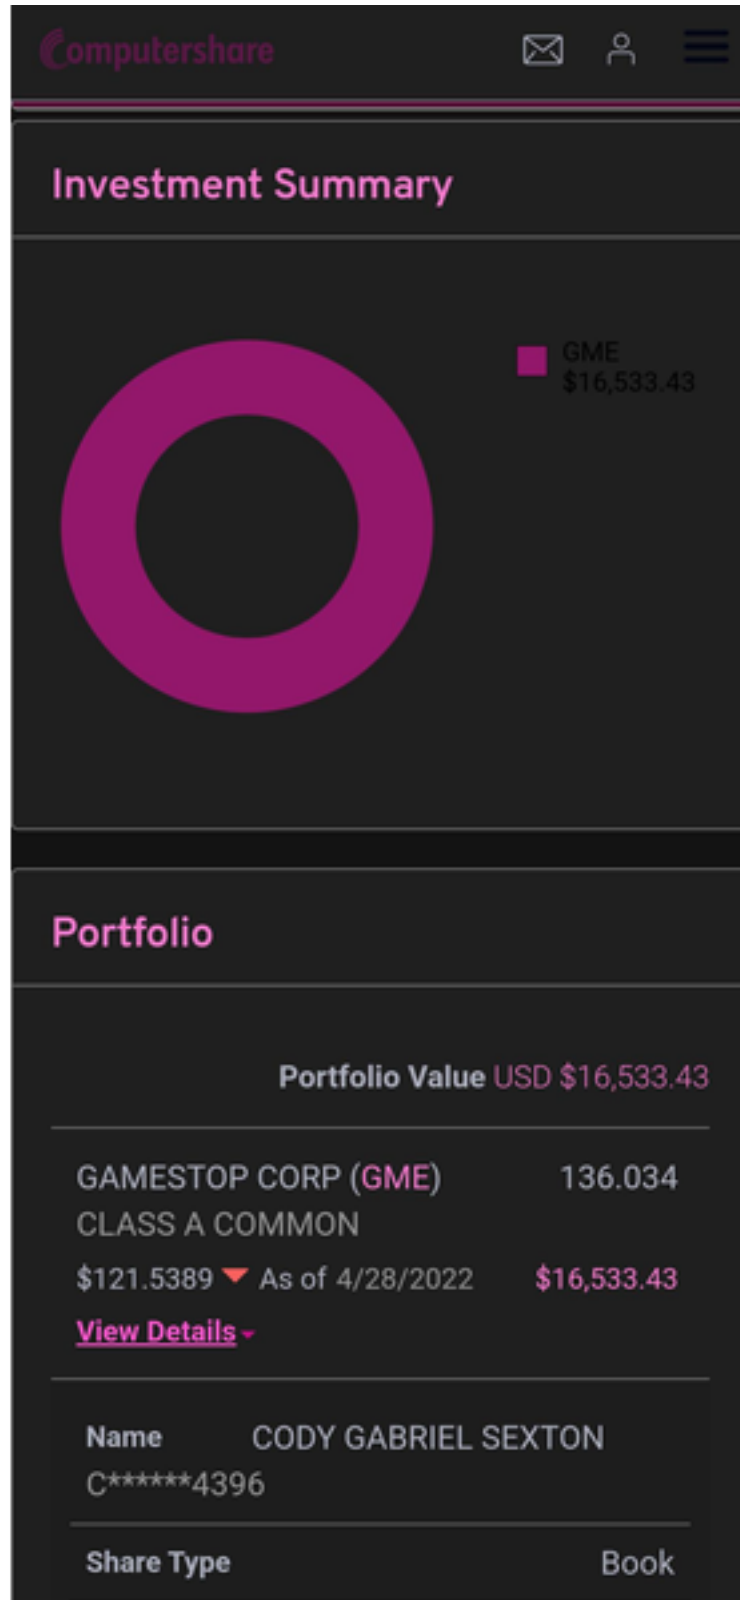 Computershare
Investment Summary
GME
$16,533.43
Portfolio
Portfolio Value USD $16,533.43
GAMESTOP CORP (GME) 136.034
CLASS A COMMON
$121.5389 As of 4/28/2022 $16,533.43
View Details
Name CODY GABRIEL SEXTON
C******4396
Share Type Book